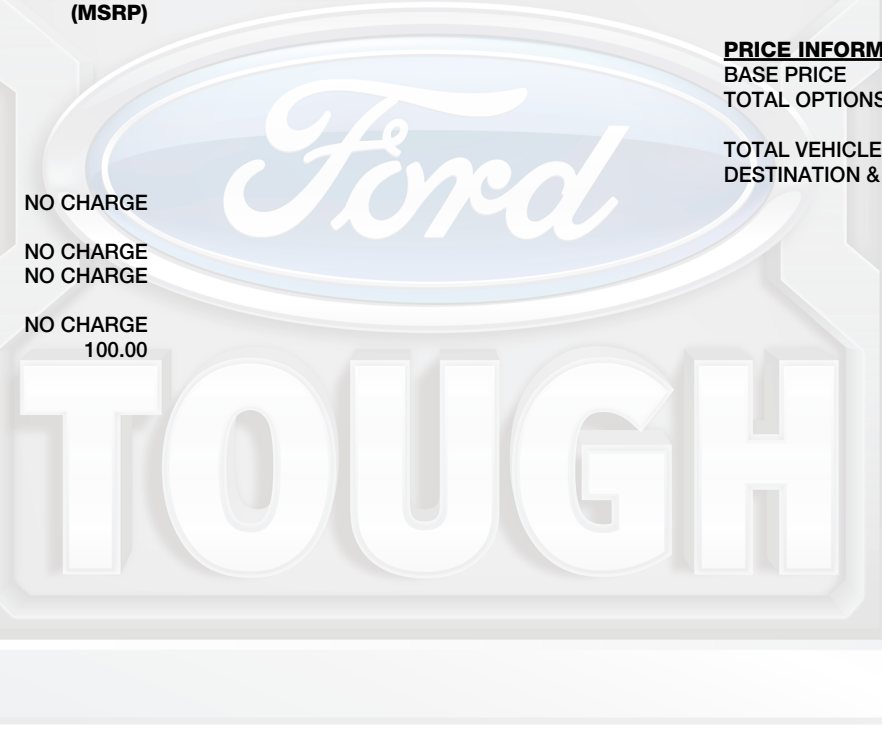 (MSRP)
PRICE INFORM
BASE PRICE
TOTAL OPTIONS
TOTAL VEHICLE
DESTINATION &
NO CHARGE
NO CHARGE
NO CHARGE
NO CHARGE
100.00
Ford
TOUGH